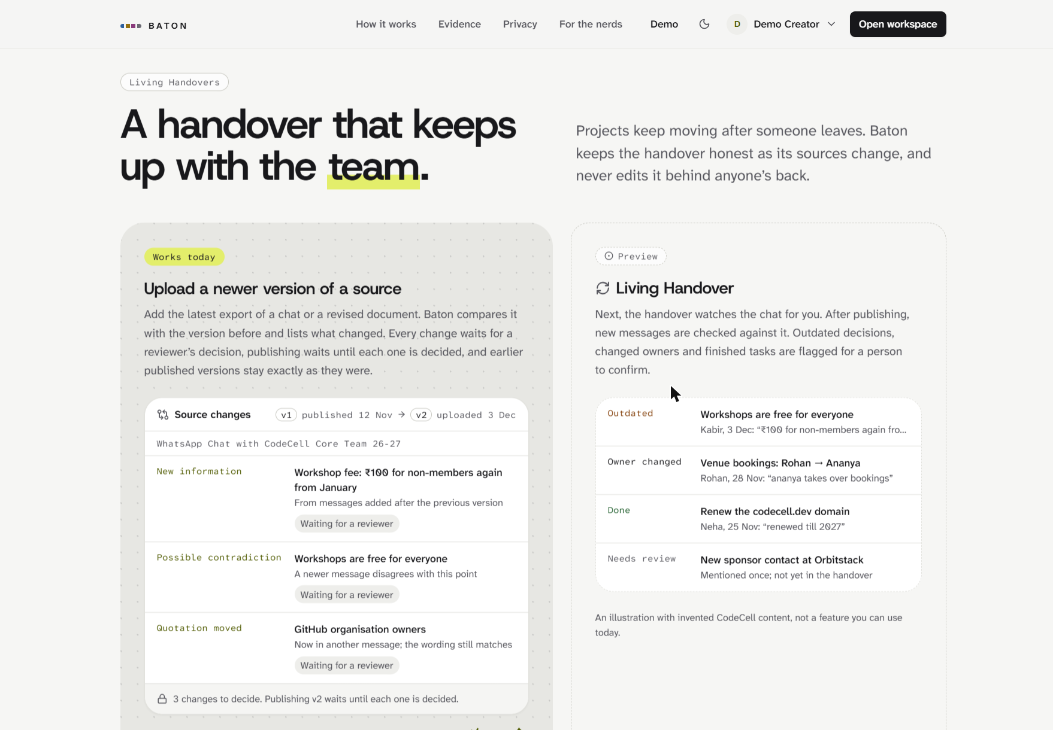 BATON
How it works
Evidence
Privacy
For the nerds
Demo
D
Demo Creator
Open workspace
Living Handovers
A handover that keeps
up with the team.
Projects keep moving after someone leaves. Baton
keeps the handover honest as its sources change, and
never edits it behind anyone's back.
Works today
Upload a newer version of a source
Add the latest export of a chat or a revised document. Baton compares it
with the version before and lists what changed. Every change waits for a
reviewer's decision, publishing waits until each one is decided, and earlier
published versions stay exactly as they were.
Source changes
v1 published 12 Nov → v2 uploaded 3 Dec
WhatsApp Chat with CodeCell Core Team 26-27
New information
Workshop fee: ₹100 for non-members again
from January
From messages added after the previous version
Waiting for a reviewer
Possible contradiction
Workshops are free for everyone
A newer message disagrees with this point
Waiting for a reviewer
Quotation moved
GitHub organisation owners
Now in another message; the wording still matches
Waiting for a reviewer
3 changes to decide. Publishing v2 waits until each one is decided.
Preview
Living Handover
Next, the handover watches the chat for you. After publishing,
new messages are checked against it. Outdated decisions,
changed owners and finished tasks are flagged for a person
to confirm.
Outdated
Workshops are free for everyone
Kabir, 3 Dec: “₹100 for non-members again fro...
Owner changed
Venue bookings: Rohan → Ananya
Rohan, 28 Nov: “ananya takes over bookings”
Done
Renew the codecell.dev domain
Neha, 25 Nov: “renewed till 2027”
Needs review
New sponsor contact at Orbitstack
Mentioned once; not yet in the handover
An illustration with invented CodeCell content, not a feature you can use
today.